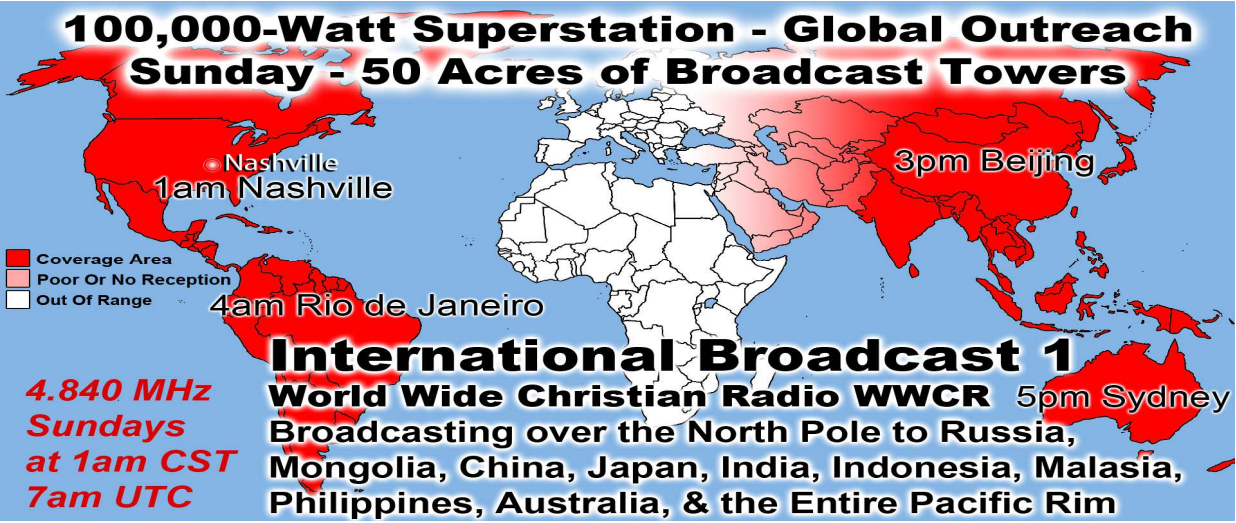 100,000-Watt Superstation - Global Outreach
Sunday - 50 Acres of Broadcast Towers
Nashville
1am Nashville
3pm Beijing
Coverage Area
Poor Or No Reception
Out Of Range
4am Rio de Janeiro
International Broadcast 1
World Wide Christian Radio WWCR
5pm Sydney
4.840 MHz
Sundays
at 1am CST
7am UTC
Broadcasting over the North Pole to Russia,
Mongolia, China, Japan, India, Indonesia, Malasia,
Philippines, Australia, & the Entire Pacific Rim